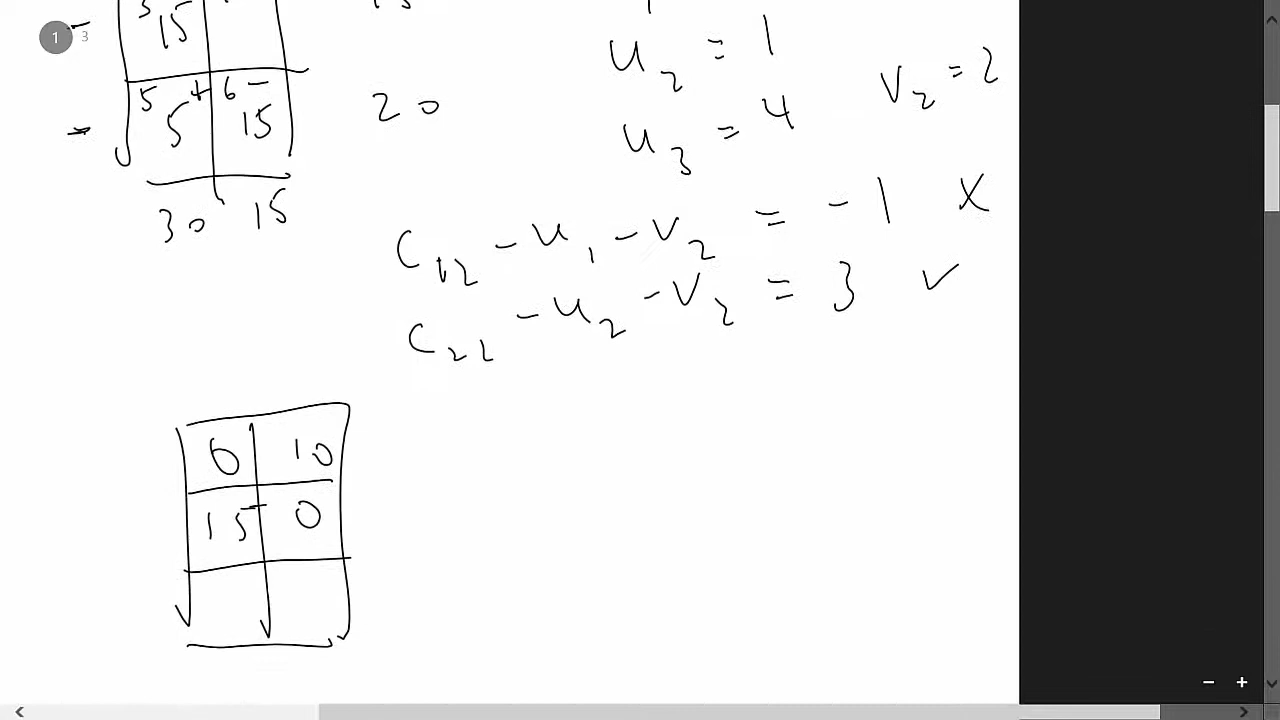 1 3
3 15
u₂ = 1
v₂ = 2
- 5 5 + 6 - 15 20
u₃ = 4
30 15
c₁₂ - u₁ - v₂ = -1 ×
c₂₂ - u₂ - v₂ = 3 ✓
0 10
15 0
- +